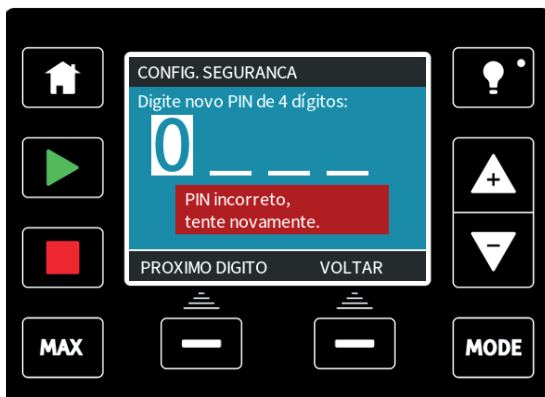 CONFIG. SEGURANCA
Digite novo PIN de 4 dígitos:
0 _ _ _
PIN incorreto,
tente novamente.
PROXIMO DIGITO VOLTAR
+
−
MAX
MODE